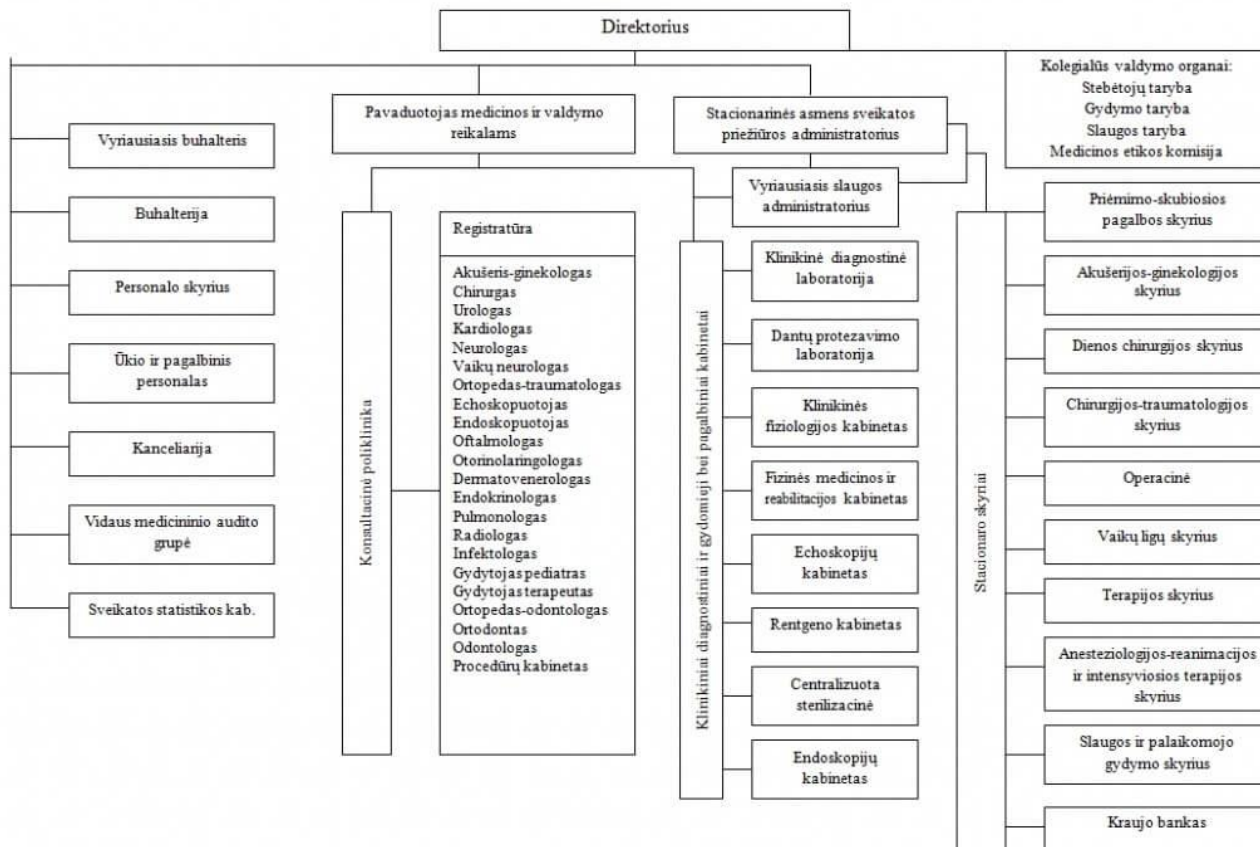 Direktorius
Kolegialūs valdymo organai:
Stebėtojų taryba
Gydymo taryba
Slaugos taryba
Medicinos etikos komisija
Pavaduotojas medicinos ir valdymo
reikalams
Stacionarinės asmens sveikatos
priežiūros administratorius
Vyriausiasis slaugos
administratorius
Vyriausiasis buhalteris
Buhalterija
Personalo skyrius
Ūkio ir pagalbinis
personalas
Kanceliarija
Vidaus medicininio audito
grupė
Sveikatos statistikos kab.
Konsultacinė poliklinika
Registratūra
Akušeris-ginekologas
Chirurgas
Urologas
Kardiologas
Neurologas
Vaikų neurologas
Ortopedas-traumatologas
Echoskopuotojas
Endoskopuotojas
Oftalmologas
Otorinolaringologas
Dermatovenerologas
Endokrinologas
Pulmonologas
Radiologas
Infektologas
Gydytojas pediatras
Gydytojas terapeutas
Ortopedas-odontologas
Ortodontas
Odontologas
Procedūrų kabinetas
Klinikiniai diagnostiniai ir gydomieji bei pagalbiniai kabinetai
Klinikinė diagnostinė
laboratorija
Dantų protezavimo
laboratorija
Klinikinės
fiziologijos kabinetas
Fizinės medicinos ir
reabilitacijos kabinetas
Echoskopijų
kabinetas
Rentgeno kabinetas
Centralizuota
sterilizacinė
Endoskopijų
kabinetas
Stacionaro skyriai
Priėmimo-skubiosios
pagalbos skyrius
Akušerijos-ginekologijos
skyrius
Dienos chirurgijos skyrius
Chirurgijos-traumatologijos
skyrius
Operacinė
Vaikų ligų skyrius
Terapijos skyrius
Anesteziologijos-reanimacijos
ir intensyviosios terapijos
skyrius
Slaugos ir palaikomojo
gydymo skyrius
Kraujo bankas